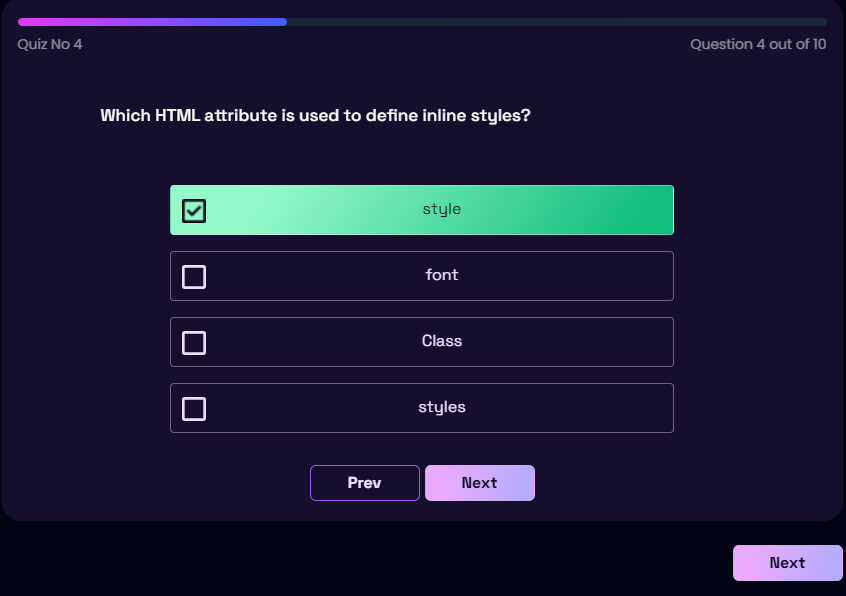 Quiz No 4
Question 4 out of 10
Which HTML attribute is used to define inline styles?
style
font
Class
styles
Prev
Next
Next